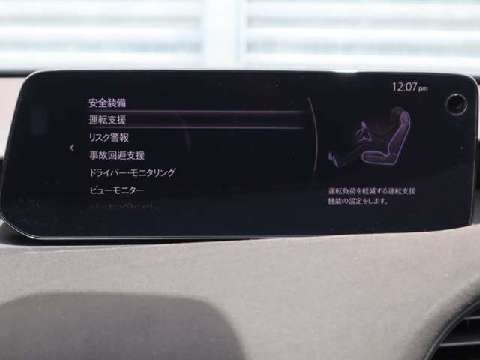 12:07pm
安全装備
運転支援
リスク警報
事故回避支援
ドライバー・モニタリング
ビューモニター
運転負荷を軽減する運転支援
機能の設定をします。